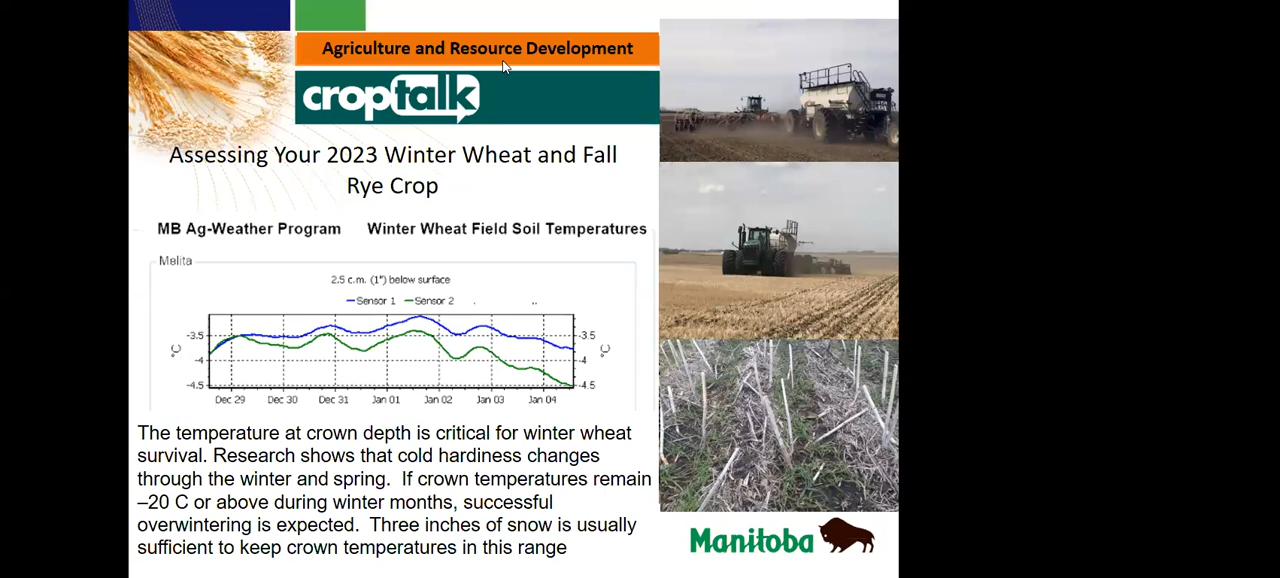 Agriculture and Resource Development
croptalk
Assessing Your 2023 Winter Wheat and Fall
Rye Crop
MB Ag-Weather Program Winter Wheat Field Soil Temperatures
Melita
2.5 c.m. (1") below surface
Sensor 1 Sensor 2
-3.5 -3.5
°C °C
-4 -4
-4.5 -4.5
Dec 29 Dec 30 Dec 31 Jan 01 Jan 02 Jan 03 Jan 04
The temperature at crown depth is critical for winter wheat
survival. Research shows that cold hardiness changes
through the winter and spring. If crown temperatures remain
–20 C or above during winter months, successful
overwintering is expected. Three inches of snow is usually
sufficient to keep crown temperatures in this range
Manitoba